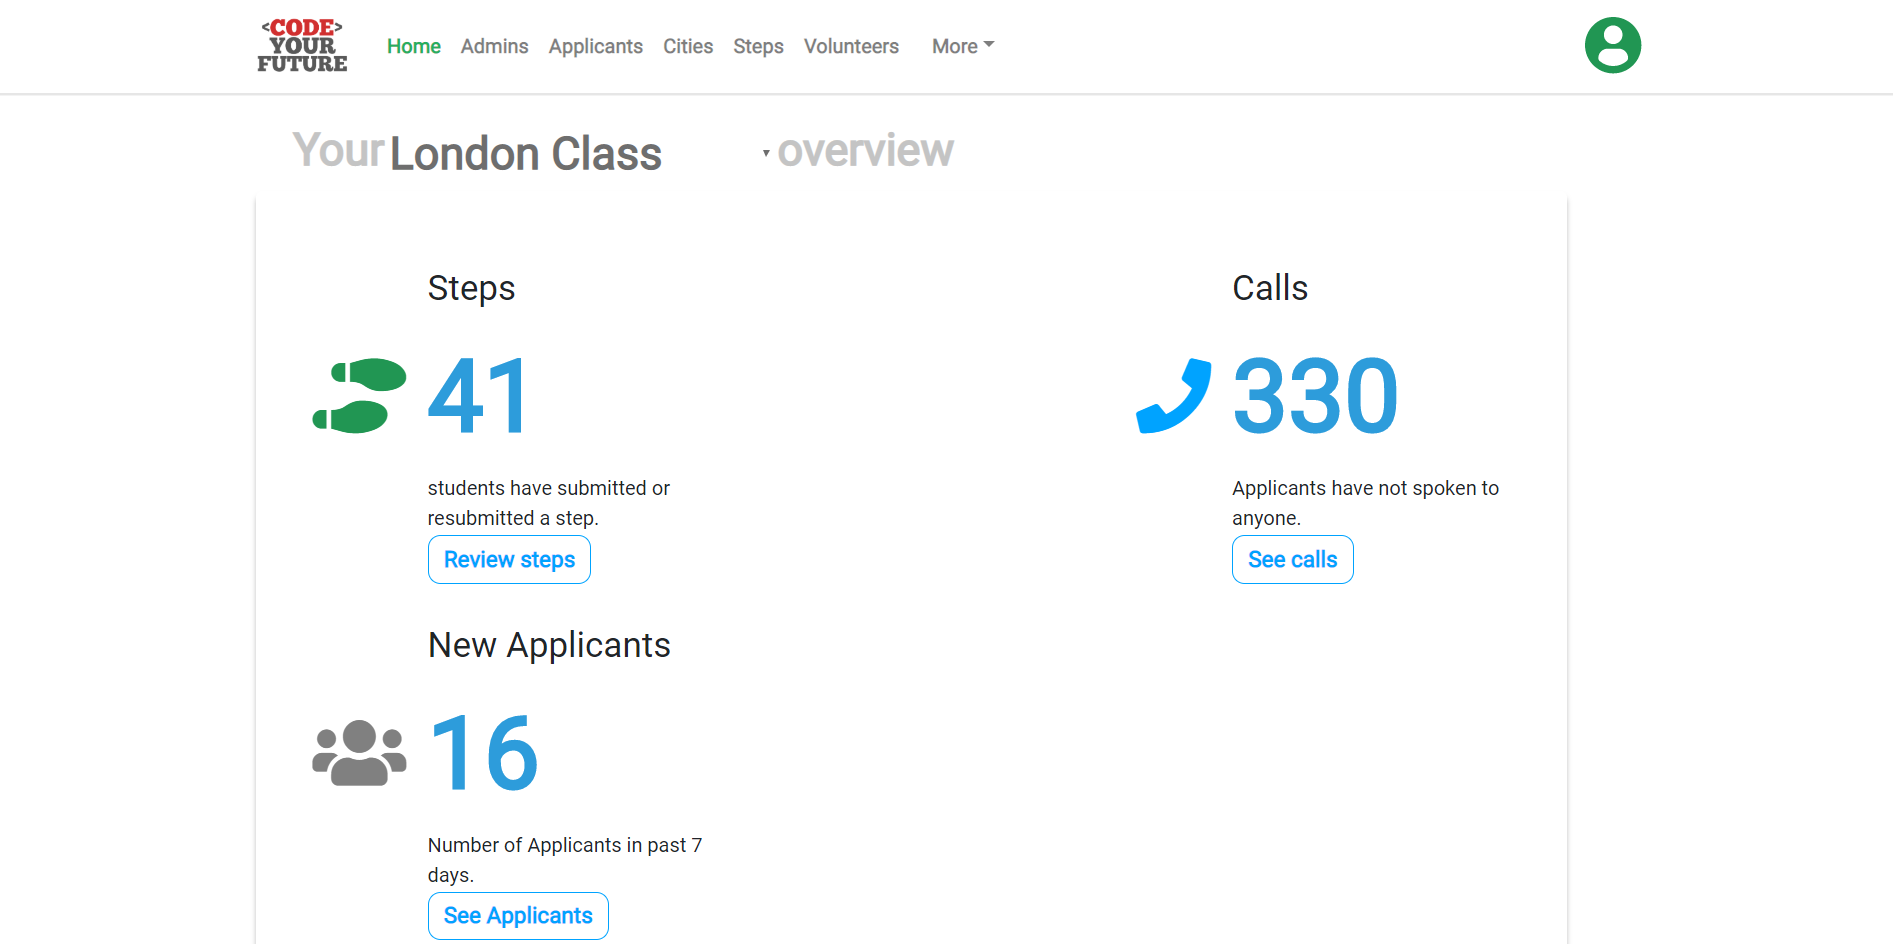 <CODE>
YOUR
FUTURE
Home Admins Applicants Cities Steps Volunteers More
Your London Class overview
Steps
41
students have submitted or
resubmitted a step.
Review steps
Calls
330
Applicants have not spoken to
anyone.
See calls
New Applicants
16
Number of Applicants in past 7
days.
See Applicants